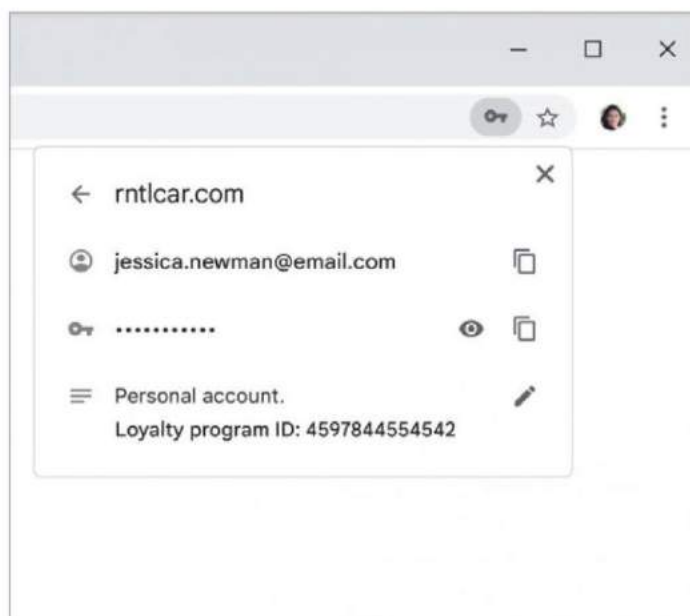 rntlcar.com
jessica.newman@email.com
•••••••••••
Personal account.
Loyalty program ID: 4597844554542